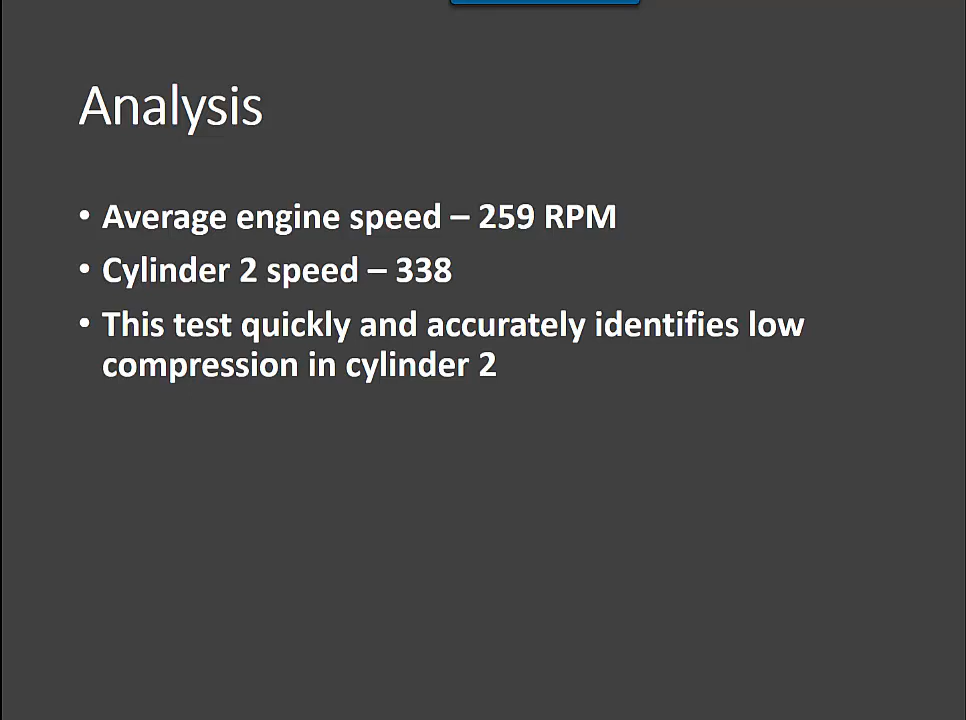 Analysis
• Average engine speed – 259 RPM
• Cylinder 2 speed – 338
• This test quickly and accurately identifies low
compression in cylinder 2